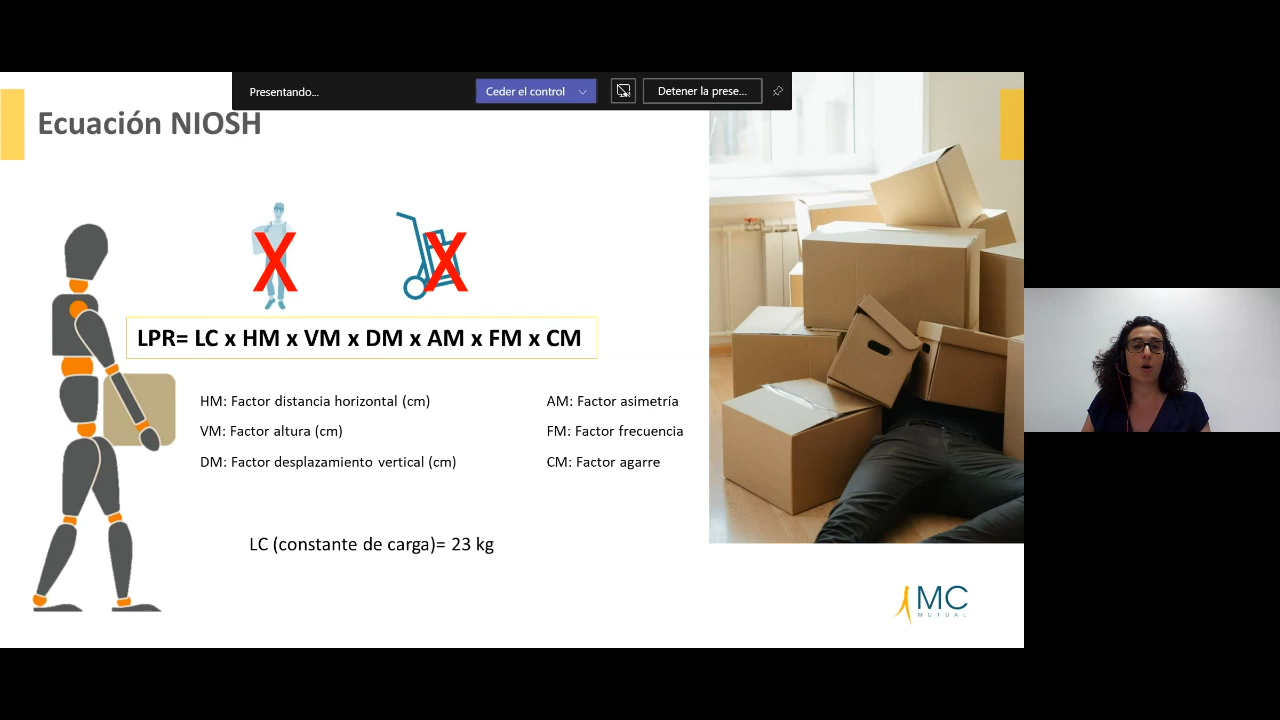 Presentando...
Ceder el control
Detener la prese...
Ecuación NIOSH
X
X
LPR= LC x HM x VM x DM x AM x FM x CM
HM: Factor distancia horizontal (cm)
AM: Factor asimetría
VM: Factor altura (cm)
FM: Factor frecuencia
DM: Factor desplazamiento vertical (cm)
CM: Factor agarre
LC (constante de carga)= 23 kg
MC
MUTUAL